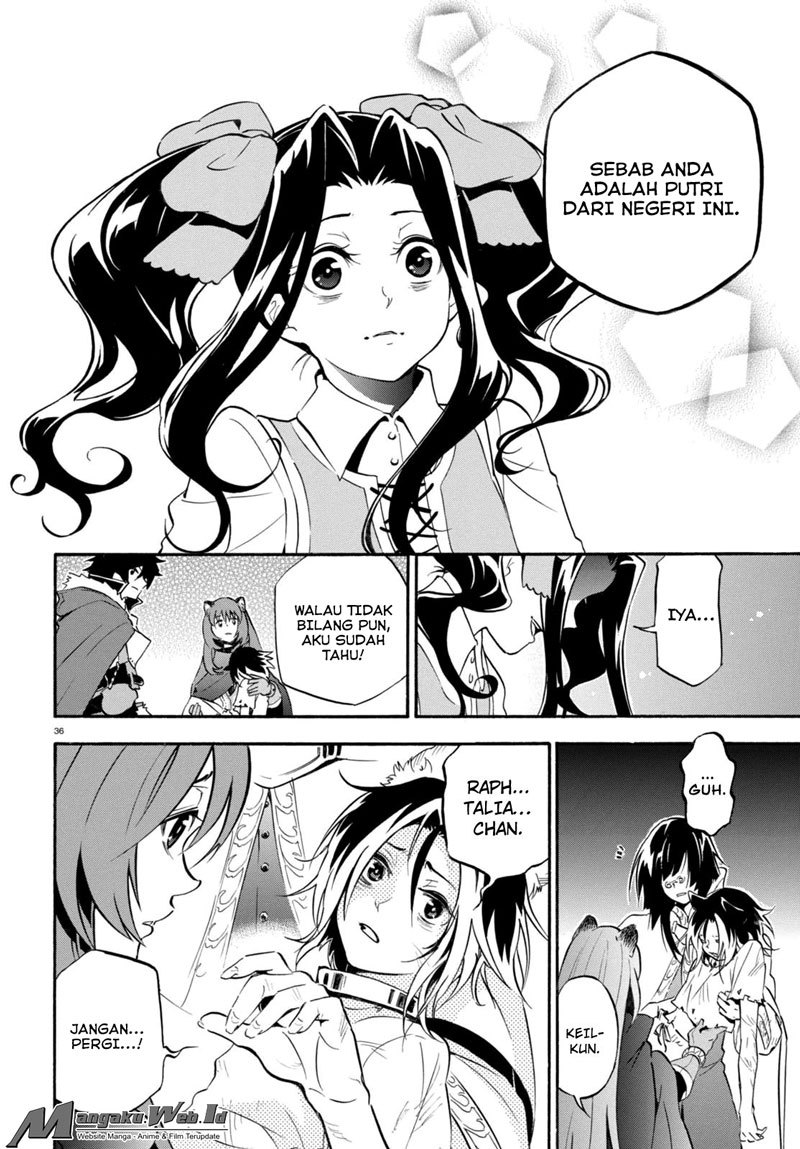 SEBAB ANDA
ADALAH PUTRI
DARI NEGERI INI.
IYA...
WALAU TIDAK
BILANG PUN,
AKU SUDAH
TAHU!
36
...
GUH.
KEIL-
KUN.
RAPH...
TALIA...
CHAN.
JANGAN...
PERGI...!
Mangaku.Web.Id
Website Manga - Anime & Film Terupdate